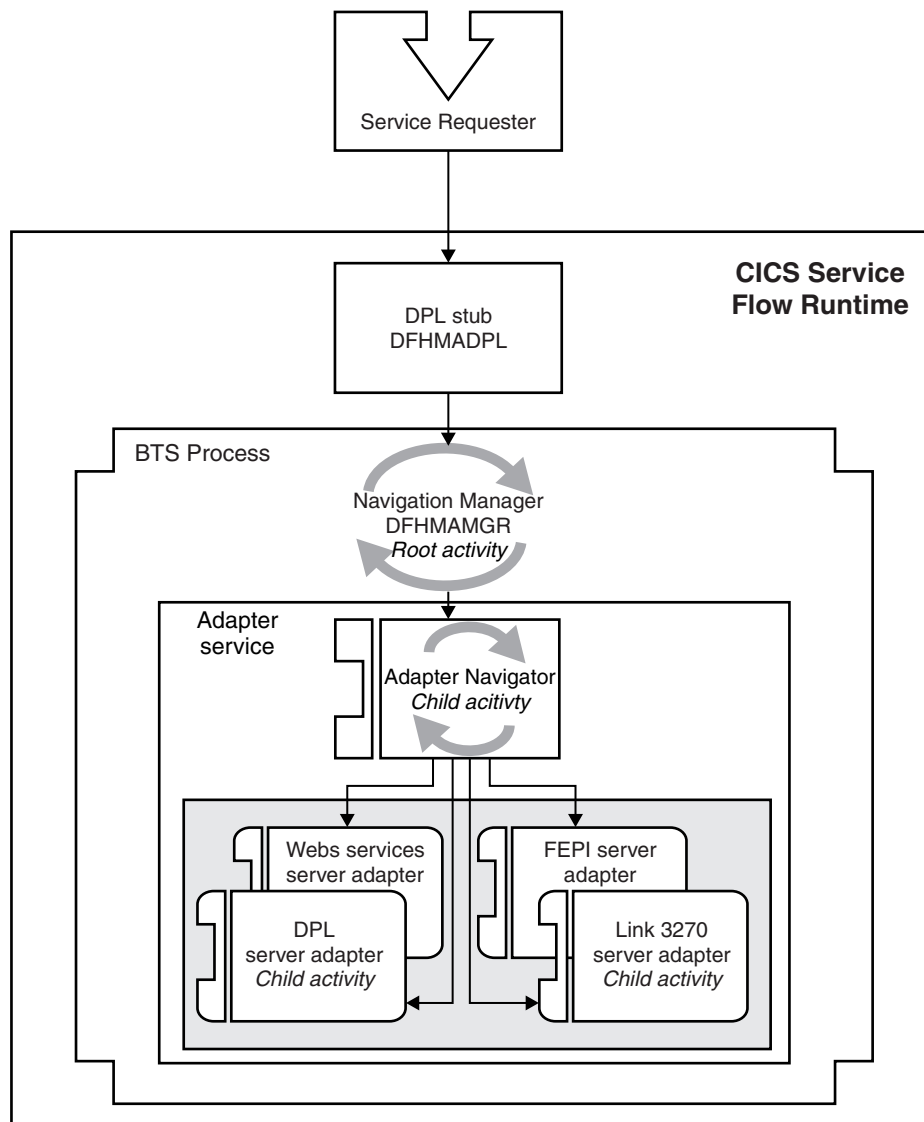 Service Requester
CICS Service
Flow Runtime
DPL stub
DFHMADPL
BTS Process
Navigation Manager
DFHMAMGR
Root activity
Adapter
service
Adapter Navigator
Child acitivty
Webs services
server adapter
FEPI server
adapter
DPL
server adapter
Child activity
Link 3270
server adapter
Child activity